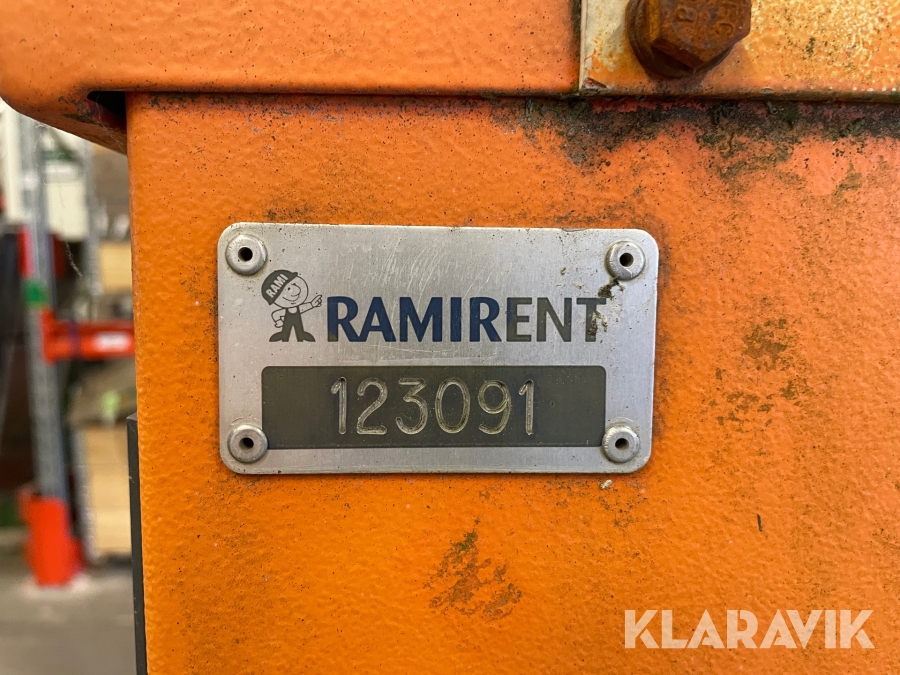 RAMI
RAMIRENT
123091
KLARAVIK